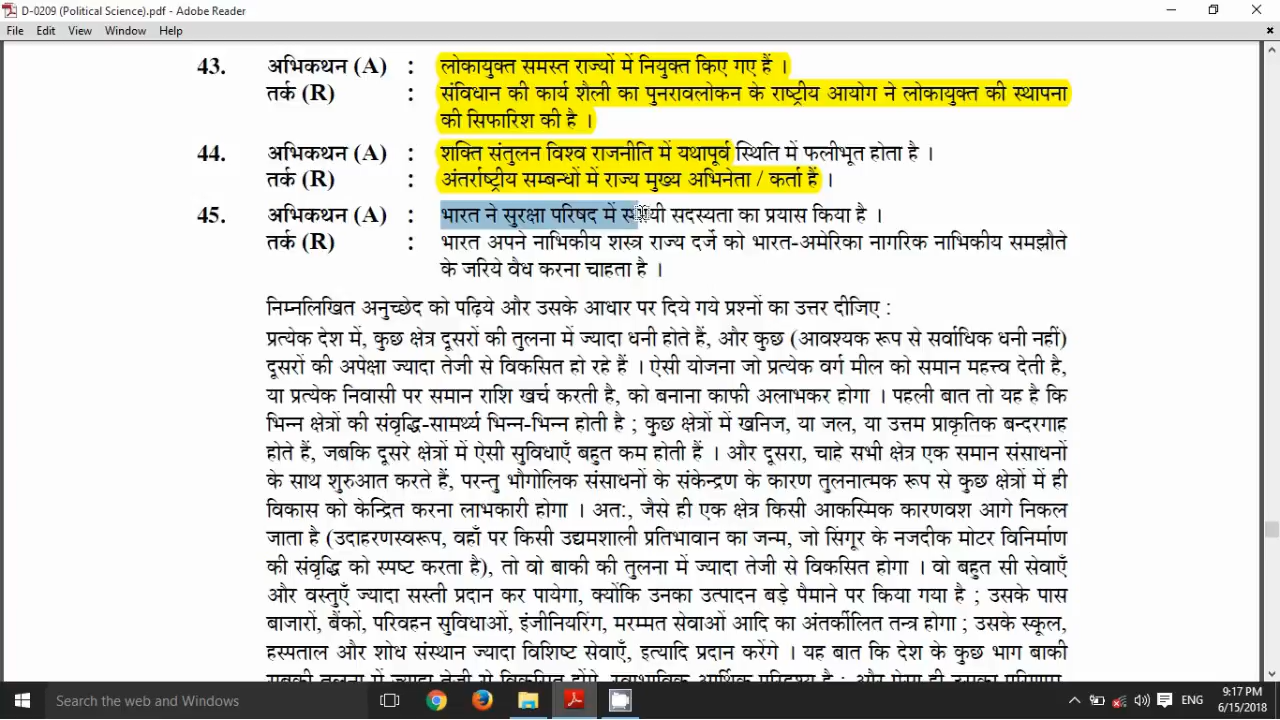 D-0209 (Political Science).pdf - Adobe Reader
File Edit View Window Help
43. अभिकथन (A) : लोकायुक्त समस्त राज्यों में नियुक्त किए गए हैं ।
तर्क (R) : संविधान की कार्य शैली का पुनरावलोकन के राष्ट्रीय आयोग ने लोकायुक्त की स्थापना
की सिफारिश की है ।
44. अभिकथन (A) : शक्ति संतुलन विश्व राजनीति में यथापूर्व स्थिति में फलीभूत होता है ।
तर्क (R) : अंतर्राष्ट्रीय सम्बन्धों में राज्य मुख्य अभिनेता / कर्ता हैं ।
45. अभिकथन (A) : भारत ने सुरक्षा परिषद में स्थायी सदस्यता का प्रयास किया है ।
तर्क (R) : भारत अपने नाभिकीय शस्त्र राज्य दर्जे को भारत-अमेरिका नागरिक नाभिकीय समझौते
के जरिये वैध करना चाहता है ।
निम्नलिखित अनुच्छेद को पढ़िये और उसके आधार पर दिये गये प्रश्नों का उत्तर दीजिए :
प्रत्येक देश में, कुछ क्षेत्र दूसरों की तुलना में ज्यादा धनी होते हैं, और कुछ (आवश्यक रूप से सर्वाधिक धनी नहीं)
दूसरों की अपेक्षा ज्यादा तेजी से विकसित हो रहे हैं । ऐसी योजना जो प्रत्येक वर्ग मील को समान महत्त्व देती है,
या प्रत्येक निवासी पर समान राशि खर्च करती है, को बनाना काफी अलाभकर होगा । पहली बात तो यह है कि
भिन्न क्षेत्रों की संवृद्धि-सामर्थ्य भिन्न-भिन्न होती है ; कुछ क्षेत्रों में खनिज, या जल, या उत्तम प्राकृतिक बन्दरगाह
होते हैं, जबकि दूसरे क्षेत्रों में ऐसी सुविधाएँ बहुत कम होती हैं । और दूसरा, चाहे सभी क्षेत्र एक समान संसाधनों
के साथ शुरुआत करते हैं, परन्तु भौगोलिक संसाधनों के संकेन्द्रण के कारण तुलनात्मक रूप से कुछ क्षेत्रों में ही
विकास को केन्द्रित करना लाभकारी होगा । अत:, जैसे ही एक क्षेत्र किसी आकस्मिक कारणवश आगे निकल
जाता है (उदाहरणस्वरूप, वहाँ पर किसी उद्यमशाली प्रतिभावान का जन्म, जो सिंगूर के नजदीक मोटर विनिर्माण
की संवृद्धि को स्पष्ट करता है), तो वो बाकी की तुलना में ज्यादा तेजी से विकसित होगा । वो बहुत सी सेवाएँ
और वस्तुएँ ज्यादा सस्ती प्रदान कर पायेगा, क्योंकि उनका उत्पादन बड़े पैमाने पर किया गया है ; उसके पास
बाजारों, बैंकों, परिवहन सुविधाओं, इंजीनियरिंग, मरम्मत सेवाओं आदि का अंतर्कीलित तन्त्र होगा ; उसके स्कूल,
हस्पताल और शोध संस्थान ज्यादा विशिष्ट सेवाएँ, इत्यादि प्रदान करेंगे । यह बात कि देश के कुछ भाग बाकी
Search the web and Windows
ENG
9:17 PM
6/15/2018